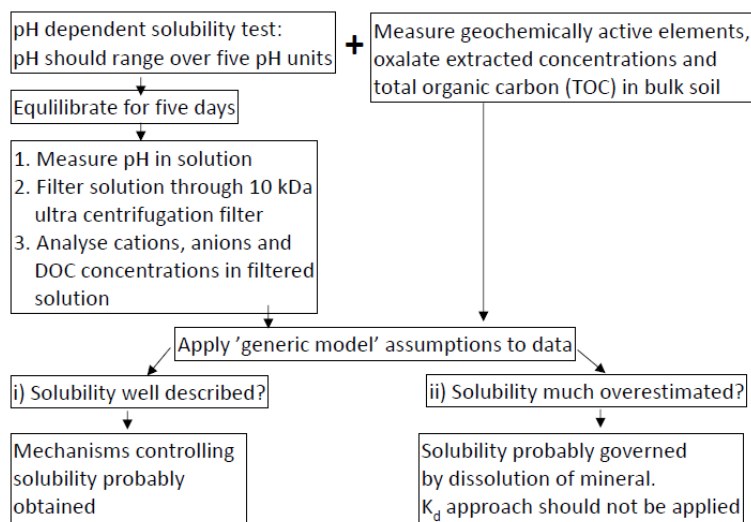 pH dependent solubility test:
pH should range over five pH units
+
Measure geochemically active elements,
oxalate extracted concentrations and
total organic carbon (TOC) in bulk soil
Equlilibrate for five days
1. Measure pH in solution
2. Filter solution through 10 kDa
ultra centrifugation filter
3. Analyse cations, anions and
DOC concentrations in filtered
solution
Apply 'generic model' assumptions to data
i) Solubility well described?
ii) Solubility much overestimated?
Mechanisms controlling
solubility probably
obtained
Solubility probably governed
by dissolution of mineral.
Kd approach should not be applied